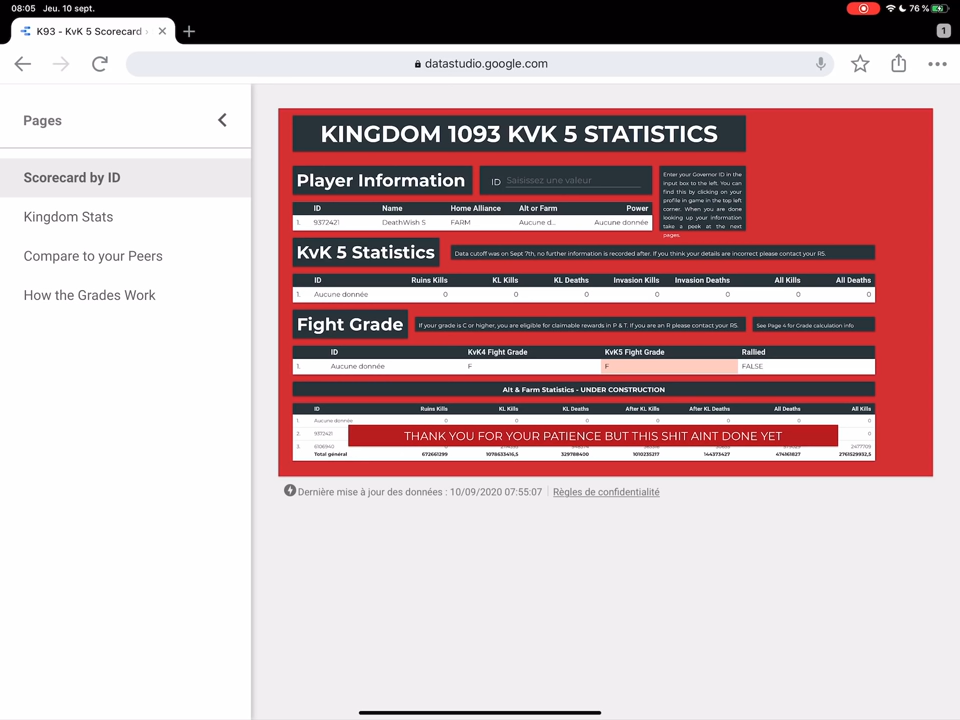 08:05 Jeu. 10 sept. 76 %
K93 - KvK 5 Scorecard 1
datastudio.google.com
Pages
Scorecard by ID
Kingdom Stats
Compare to your Peers
How the Grades Work
KINGDOM 1093 KVK 5 STATISTICS
Player Information
ID Saisissez une valeur
Enter your Governor ID in the
input box to the left. You can
find this by clicking on your
profile in game in the top left
corner. When you are done
looking up your information
take a peek at the next
pages.
ID Name Home Alliance Alt or Farm Power
1. 9372421 DeathWish S FARM Aucune d... Aucune donnée
KvK 5 Statistics
Data cutoff was on Sept 7th, no further information is recorded after. If you think your details are incorrect please contact your R5.
ID Ruins Kills KL Kills KL Deaths Invasion Kills Invasion Deaths All Kills All Deaths
1. Aucune donnée 0 0 0 0 0 0 0
Fight Grade
If your grade is C or higher, you are eligible for claimable rewards in P & T. If you are an R please contact your R5.
See Page 4 for Grade calculation info
ID KvK4 Fight Grade KvK5 Fight Grade Rallied
1. Aucune donnée F F FALSE
Alt & Farm Statistics - UNDER CONSTRUCTION
ID Ruins Kills KL Kills KL Deaths After KL Kills After KL Deaths All Deaths All Kills
1. Aucune donnée
2. 9372421 0
THANK YOU FOR YOUR PATIENCE BUT THIS SHIT AINT DONE YET
3. 6106940 2477709
Total général 672661299 1078633416,5 329788400 1010235217 144373427 474161827 2761529932,5
Dernière mise à jour des données : 10/09/2020 07:55:07 Règles de confidentialité